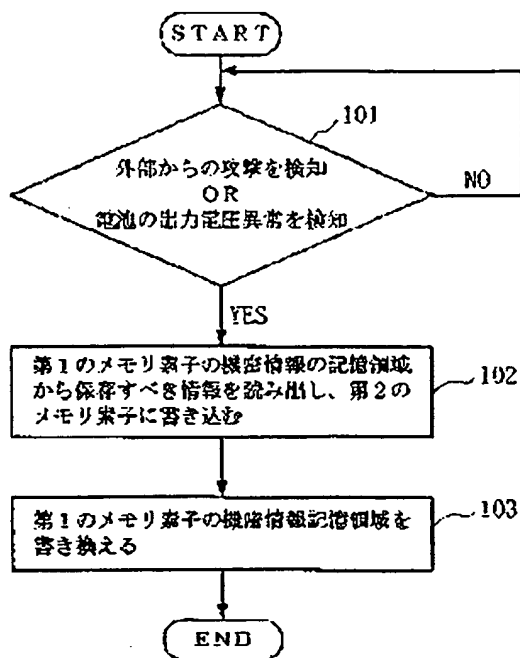 START
101
外部からの攻撃を検知
OR
電池の出力電圧異常を検知
NO
YES
第1のメモリ素子の機密情報の記憶領域
から保存すべき情報を読み出し、第2の
メモリ素子に書き込む
102
第1のメモリ素子の機密情報記憶領域を
書き換える
103
END